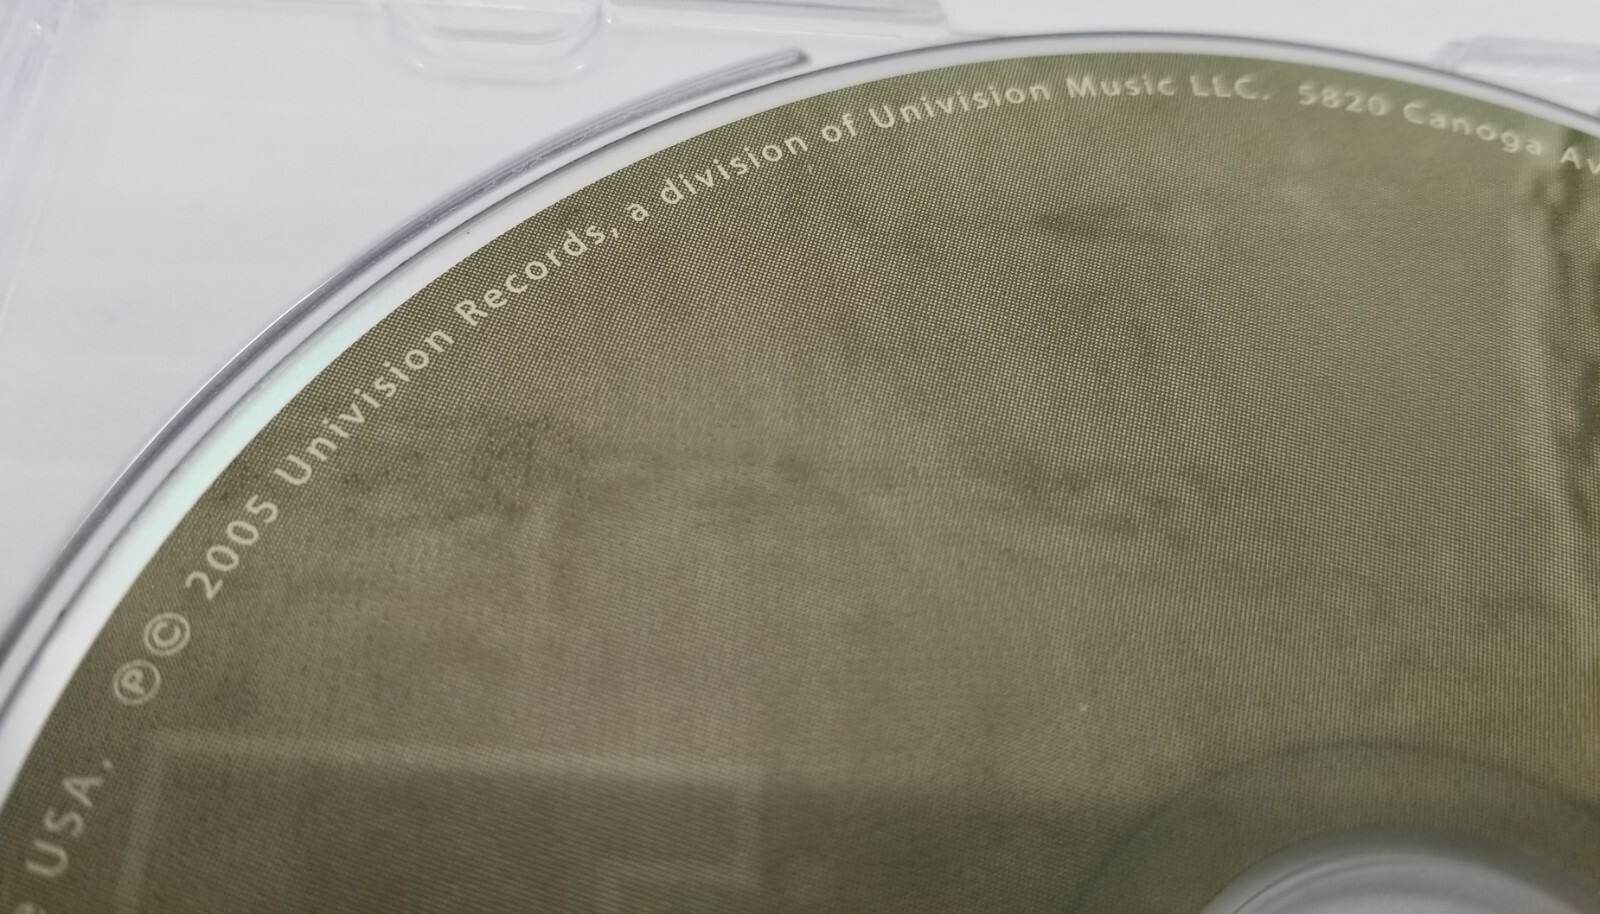 USA. ℗ © 2005 Univision Records, a division of Univision Music LLC. 5820 Canoga Av